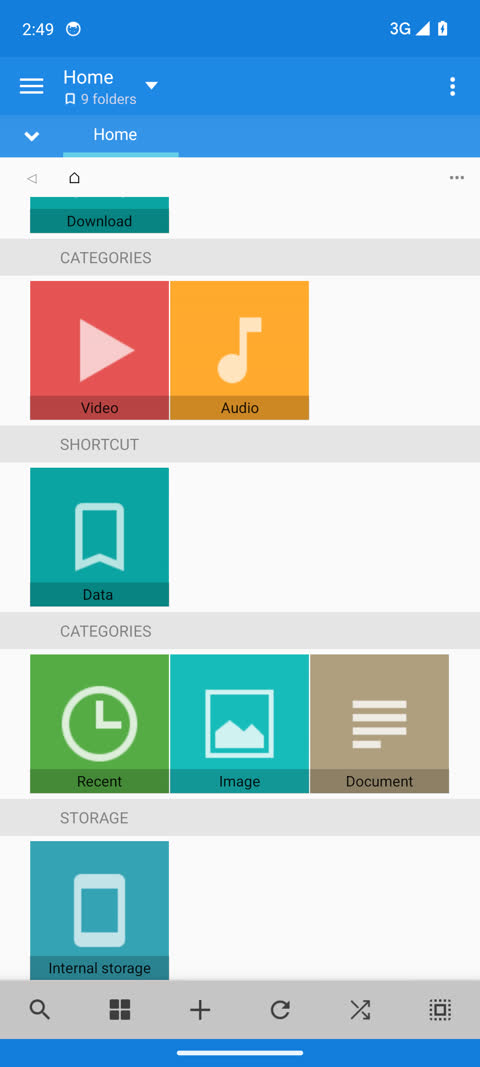 2:49
3G
Home
9 folders
Home
Download
CATEGORIES
Video
Audio
SHORTCUT
Data
CATEGORIES
Recent
Image
Document
STORAGE
Internal storage